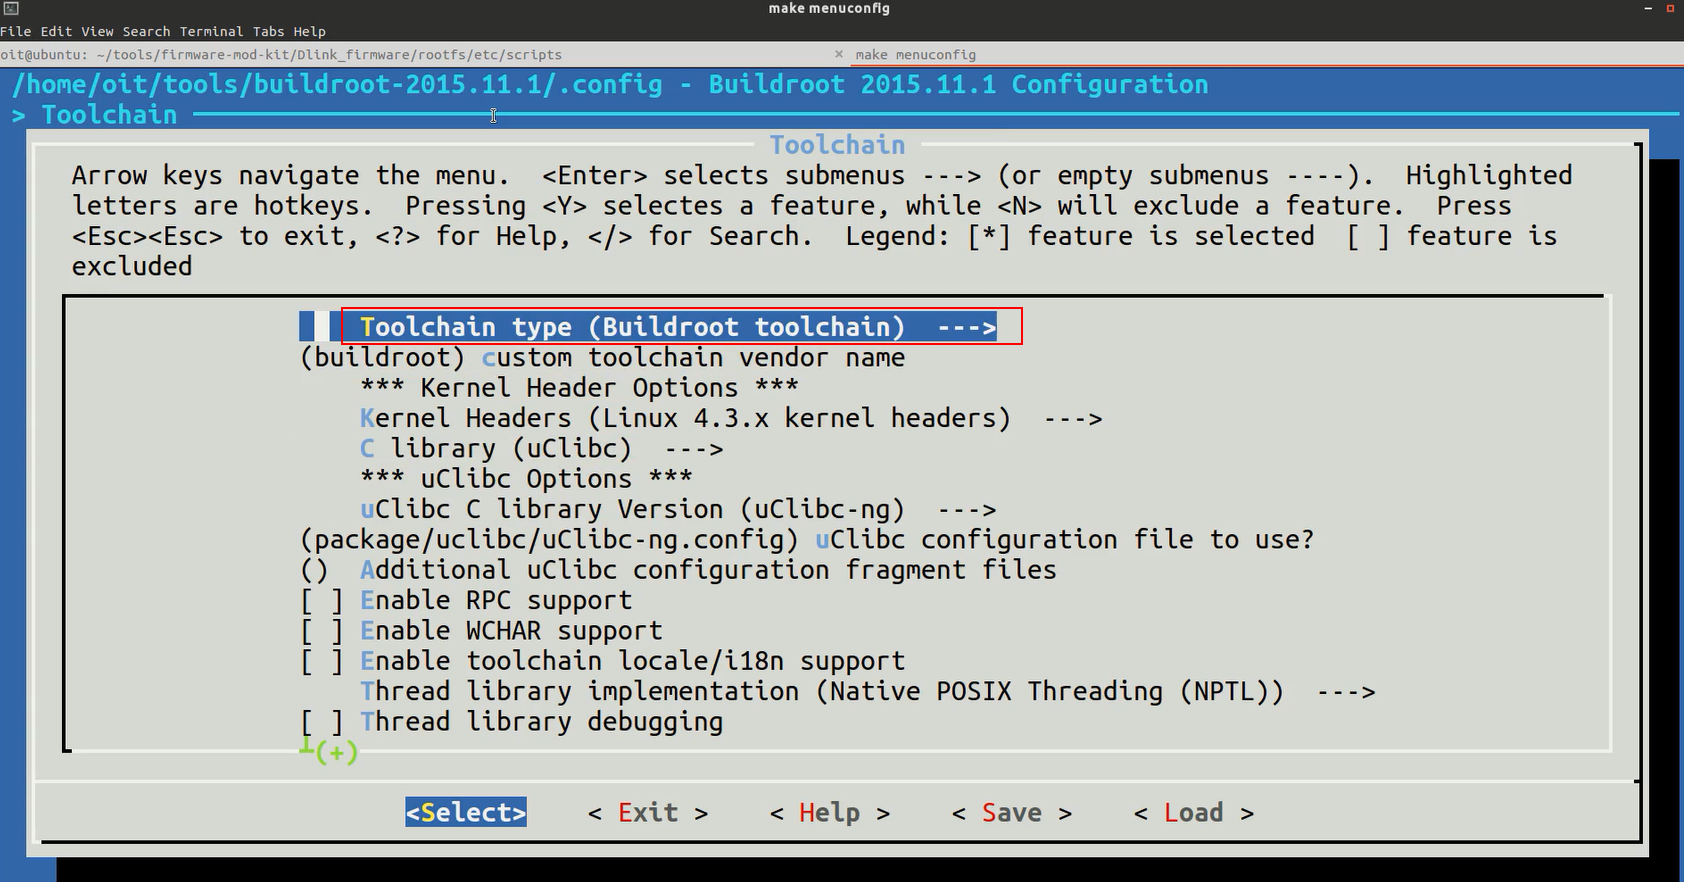 make menuconfig
File Edit View Search Terminal Tabs Help
oit@ubuntu: ~/tools/firmware-mod-kit/Dlink_firmware/rootfs/etc/scripts × make menuconfig
/home/oit/tools/buildroot-2015.11.1/.config - Buildroot 2015.11.1 Configuration
> Toolchain
Toolchain
Arrow keys navigate the menu.  <Enter> selects submenus ---> (or empty submenus ----).  Highlighted
letters are hotkeys.  Pressing <Y> selectes a feature, while <N> will exclude a feature.  Press
<Esc><Esc> to exit, <?> for Help, </> for Search.  Legend: [*] feature is selected  [ ] feature is
excluded
Toolchain type (Buildroot toolchain)  --->
(buildroot) custom toolchain vendor name
*** Kernel Header Options ***
Kernel Headers (Linux 4.3.x kernel headers)  --->
C library (uClibc)  --->
*** uClibc Options ***
uClibc C library Version (uClibc-ng)  --->
(package/uclibc/uClibc-ng.config) uClibc configuration file to use?
()  Additional uClibc configuration fragment files
[ ] Enable RPC support
[ ] Enable WCHAR support
[ ] Enable toolchain locale/i18n support
Thread library implementation (Native POSIX Threading (NPTL))  --->
[ ] Thread library debugging
┴(+)
<Select>    < Exit >    < Help >    < Save >    < Load >